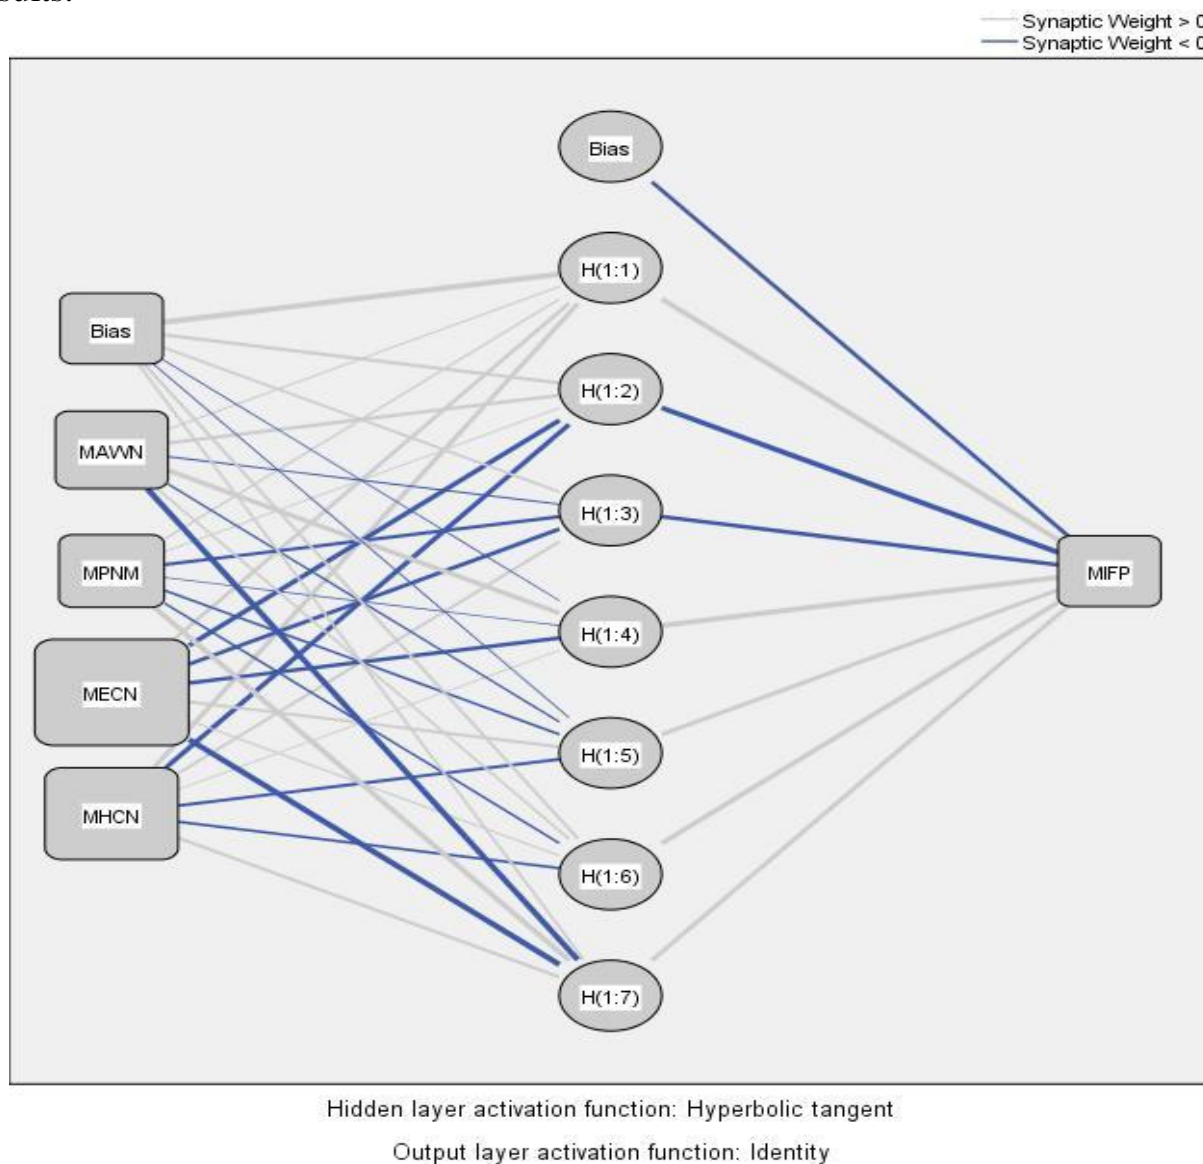 Synaptic Weight > 0
Synaptic Weight < 0
Bias
H(1:1)
Bias
H(1:2)
MAWN
H(1:3)
MPNM
MIFP
H(1:4)
MECN
H(1:5)
MHCN
H(1:6)
H(1:7)
Hidden layer activation function: Hyperbolic tangent
Output layer activation function: Identity